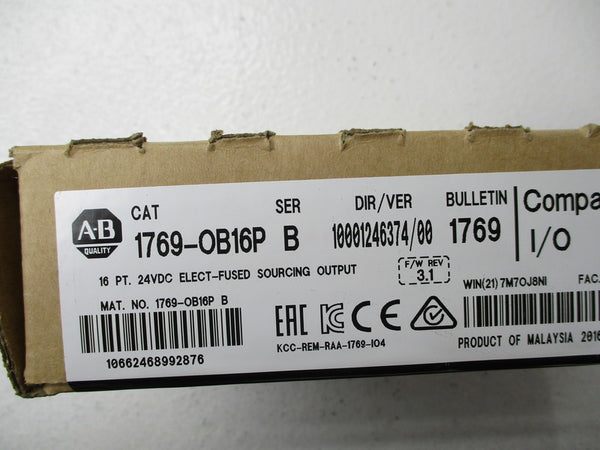 A-B
QUALITY
CAT
1769-OB16P
SER
B
DIR/VER
10001246374/00
BULLETIN
1769
I/O
16 PT. 24VDC ELECT-FUSED SOURCING OUTPUT
F/W REV
3.1
MAT. NO. 1769-OB16P B
10662468992876
EAC
CE
KCC-REM-RAA-1769-IO4
WIN(21) 7M7OJ8NI
FAC.
PRODUCT OF MALAYSIA 2016